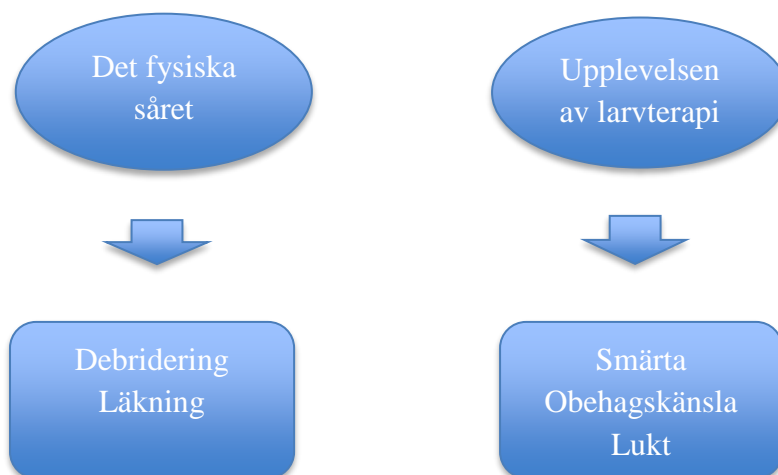 Det fysiska
såret
Upplevelsen
av larvterapi
Debridering
Läkning
Smärta
Obehagskänsla
Lukt